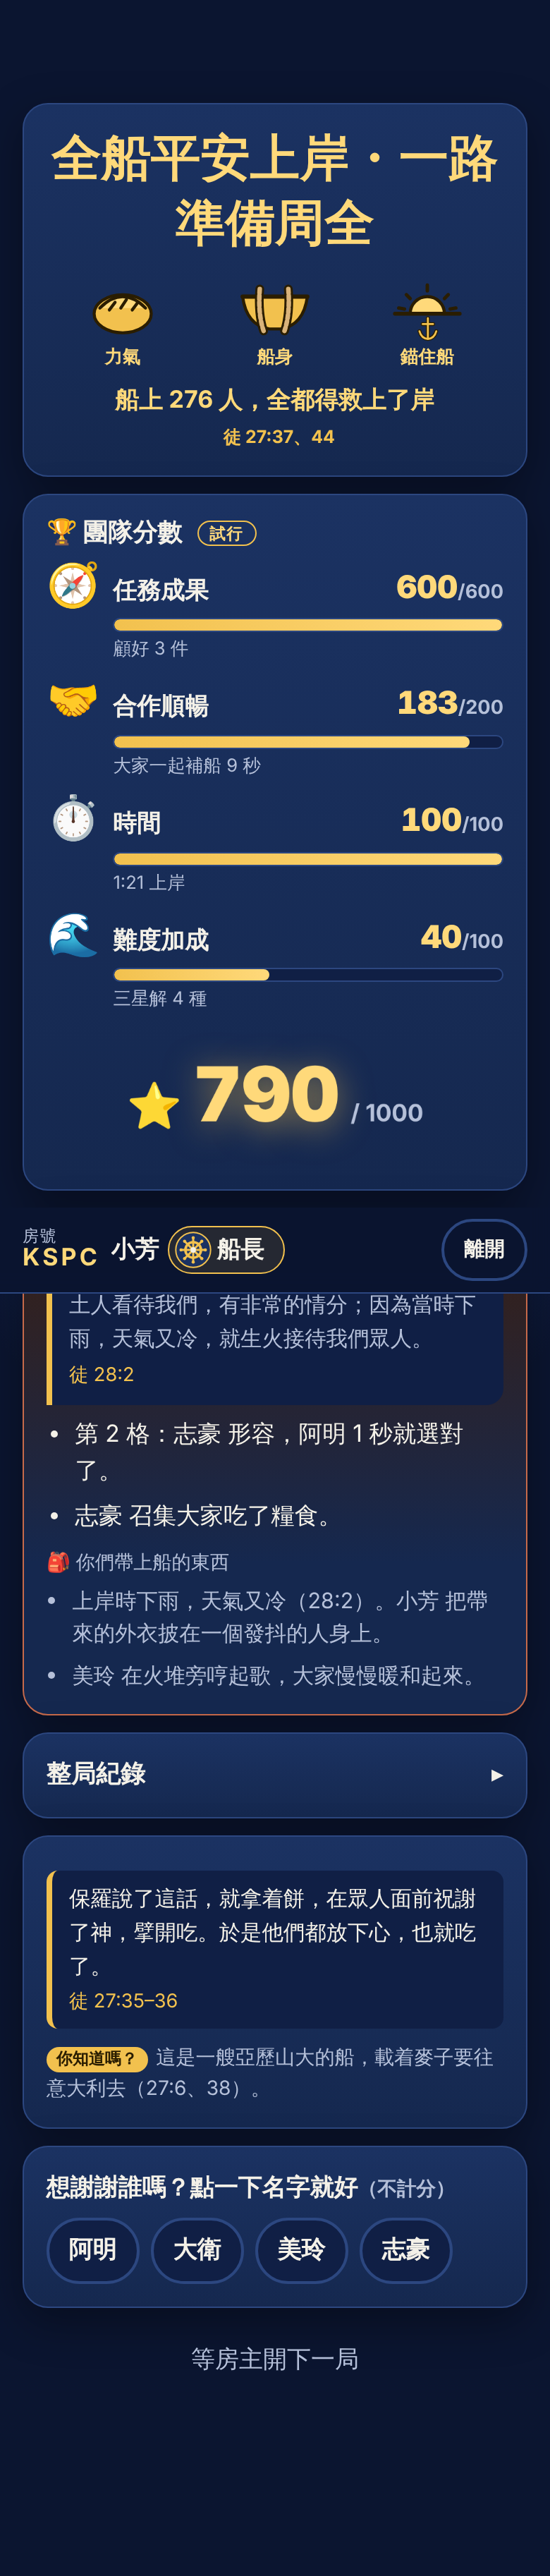 全船平安上岸・一路
準備周全
力氣
船身
錨住船
船上 276 人，全都得救上了岸
徒 27:37、44
團隊分數 試行
任務成果 600/600
顧好 3 件
合作順暢 183/200
大家一起補船 9 秒
時間 100/100
1:21 上岸
難度加成 40/100
三星解 4 種
790 / 1000
房號
KSPC 小芳 船長 離開
土人看待我們，有非常的情分；因為當時下
雨，天氣又冷，就生火接待我們眾人。
徒 28:2
• 第 2 格：志豪 形容，阿明 1 秒就選對
了。
• 志豪 召集大家吃了糧食。
你們帶上船的東西
• 上岸時下雨，天氣又冷（28:2）。小芳 把帶
來的外衣披在一個發抖的人身上。
• 美玲 在火堆旁哼起歌，大家慢慢暖和起來。
整局紀錄
保羅說了這話，就拿着餅，在眾人面前祝謝
了神，擘開吃。於是他們都放下心，也就吃
了。
徒 27:35–36
你知道嗎？ 這是一艘亞歷山大的船，載着麥子要往
意大利去（27:6、38）。
想謝謝誰嗎？點一下名字就好（不計分）
阿明 大衛 美玲 志豪
等房主開下一局